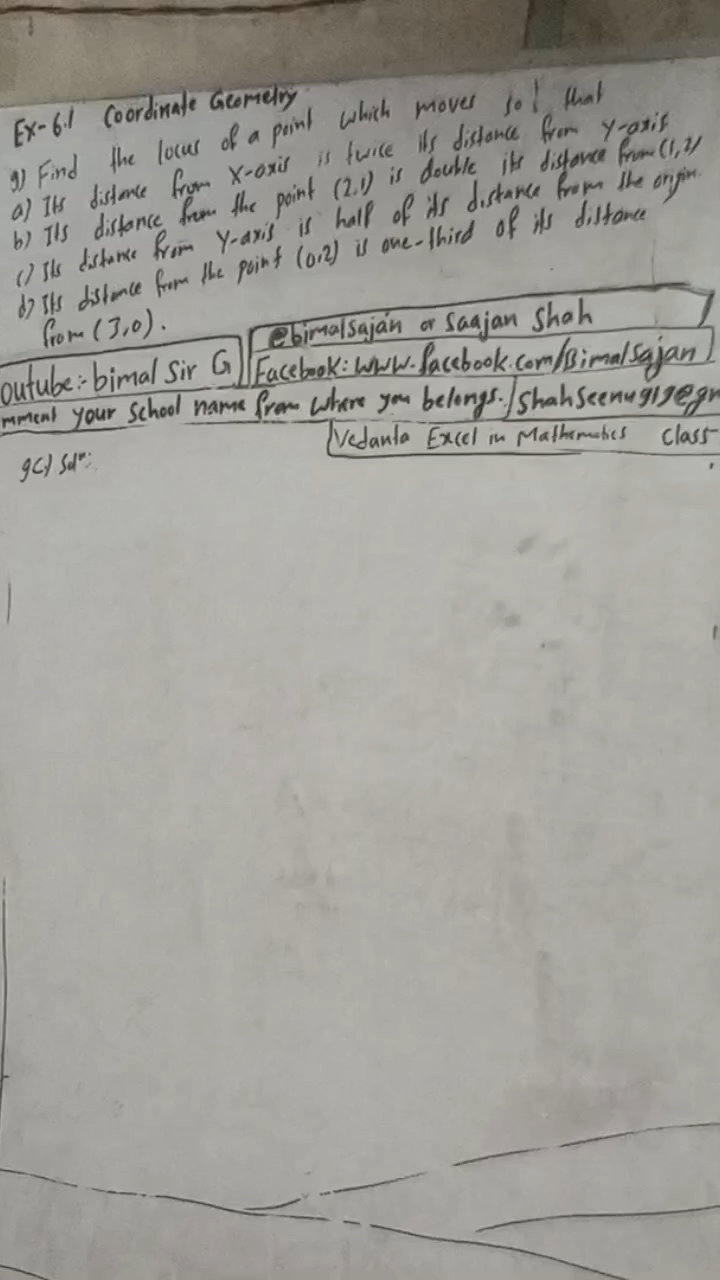 Ex-6.1 Coordinate Geometry
9) Find the locus of a point which moves so that
a) Its distance from X-axis is twice its distance from Y-axis
b) Its distance from the point (2,1) is double its distance from (1,2)
c) Its distance from Y-axis is half of its distance from the origin.
d) Its distance from the point (0,2) is one-third of its distance
from (3,0).
@bimalsajan or Saajan Shah
outube:- bimal Sir G
Facebook: www.facebook.com/Bimalsajan
mment your School name from where you belongs.
Vedanta Excel in Mathematics Class
9c) Solⁿ: